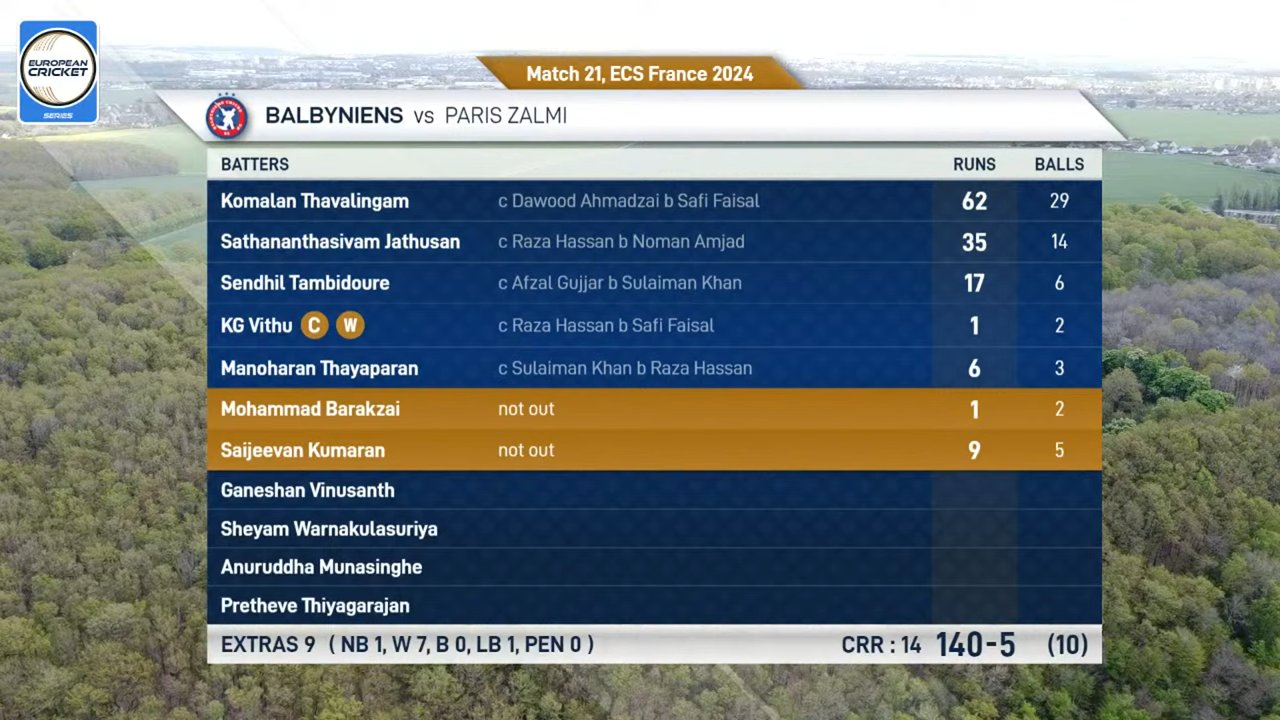 EUROPEAN
CRICKET
SERIES
Match 21, ECS France 2024
BALBYNIENS vs PARIS ZALMI
BATTERS RUNS BALLS
Komalan Thavalingam c Dawood Ahmadzai b Safi Faisal 62 29
Sathananthasivam Jathusan c Raza Hassan b Noman Amjad 35 14
Sendhil Tambidoure c Afzal Gujjar b Sulaiman Khan 17 6
KG Vithu C W c Raza Hassan b Safi Faisal 1 2
Manoharan Thayaparan c Sulaiman Khan b Raza Hassan 6 3
Mohammad Barakzai not out 1 2
Saijeevan Kumaran not out 9 5
Ganeshan Vinusanth
Sheyam Warnakulasuriya
Anuruddha Munasinghe
Pretheve Thiyagarajan
EXTRAS 9 ( NB 1, W 7, B 0, LB 1, PEN 0 ) CRR : 14 140-5 (10)